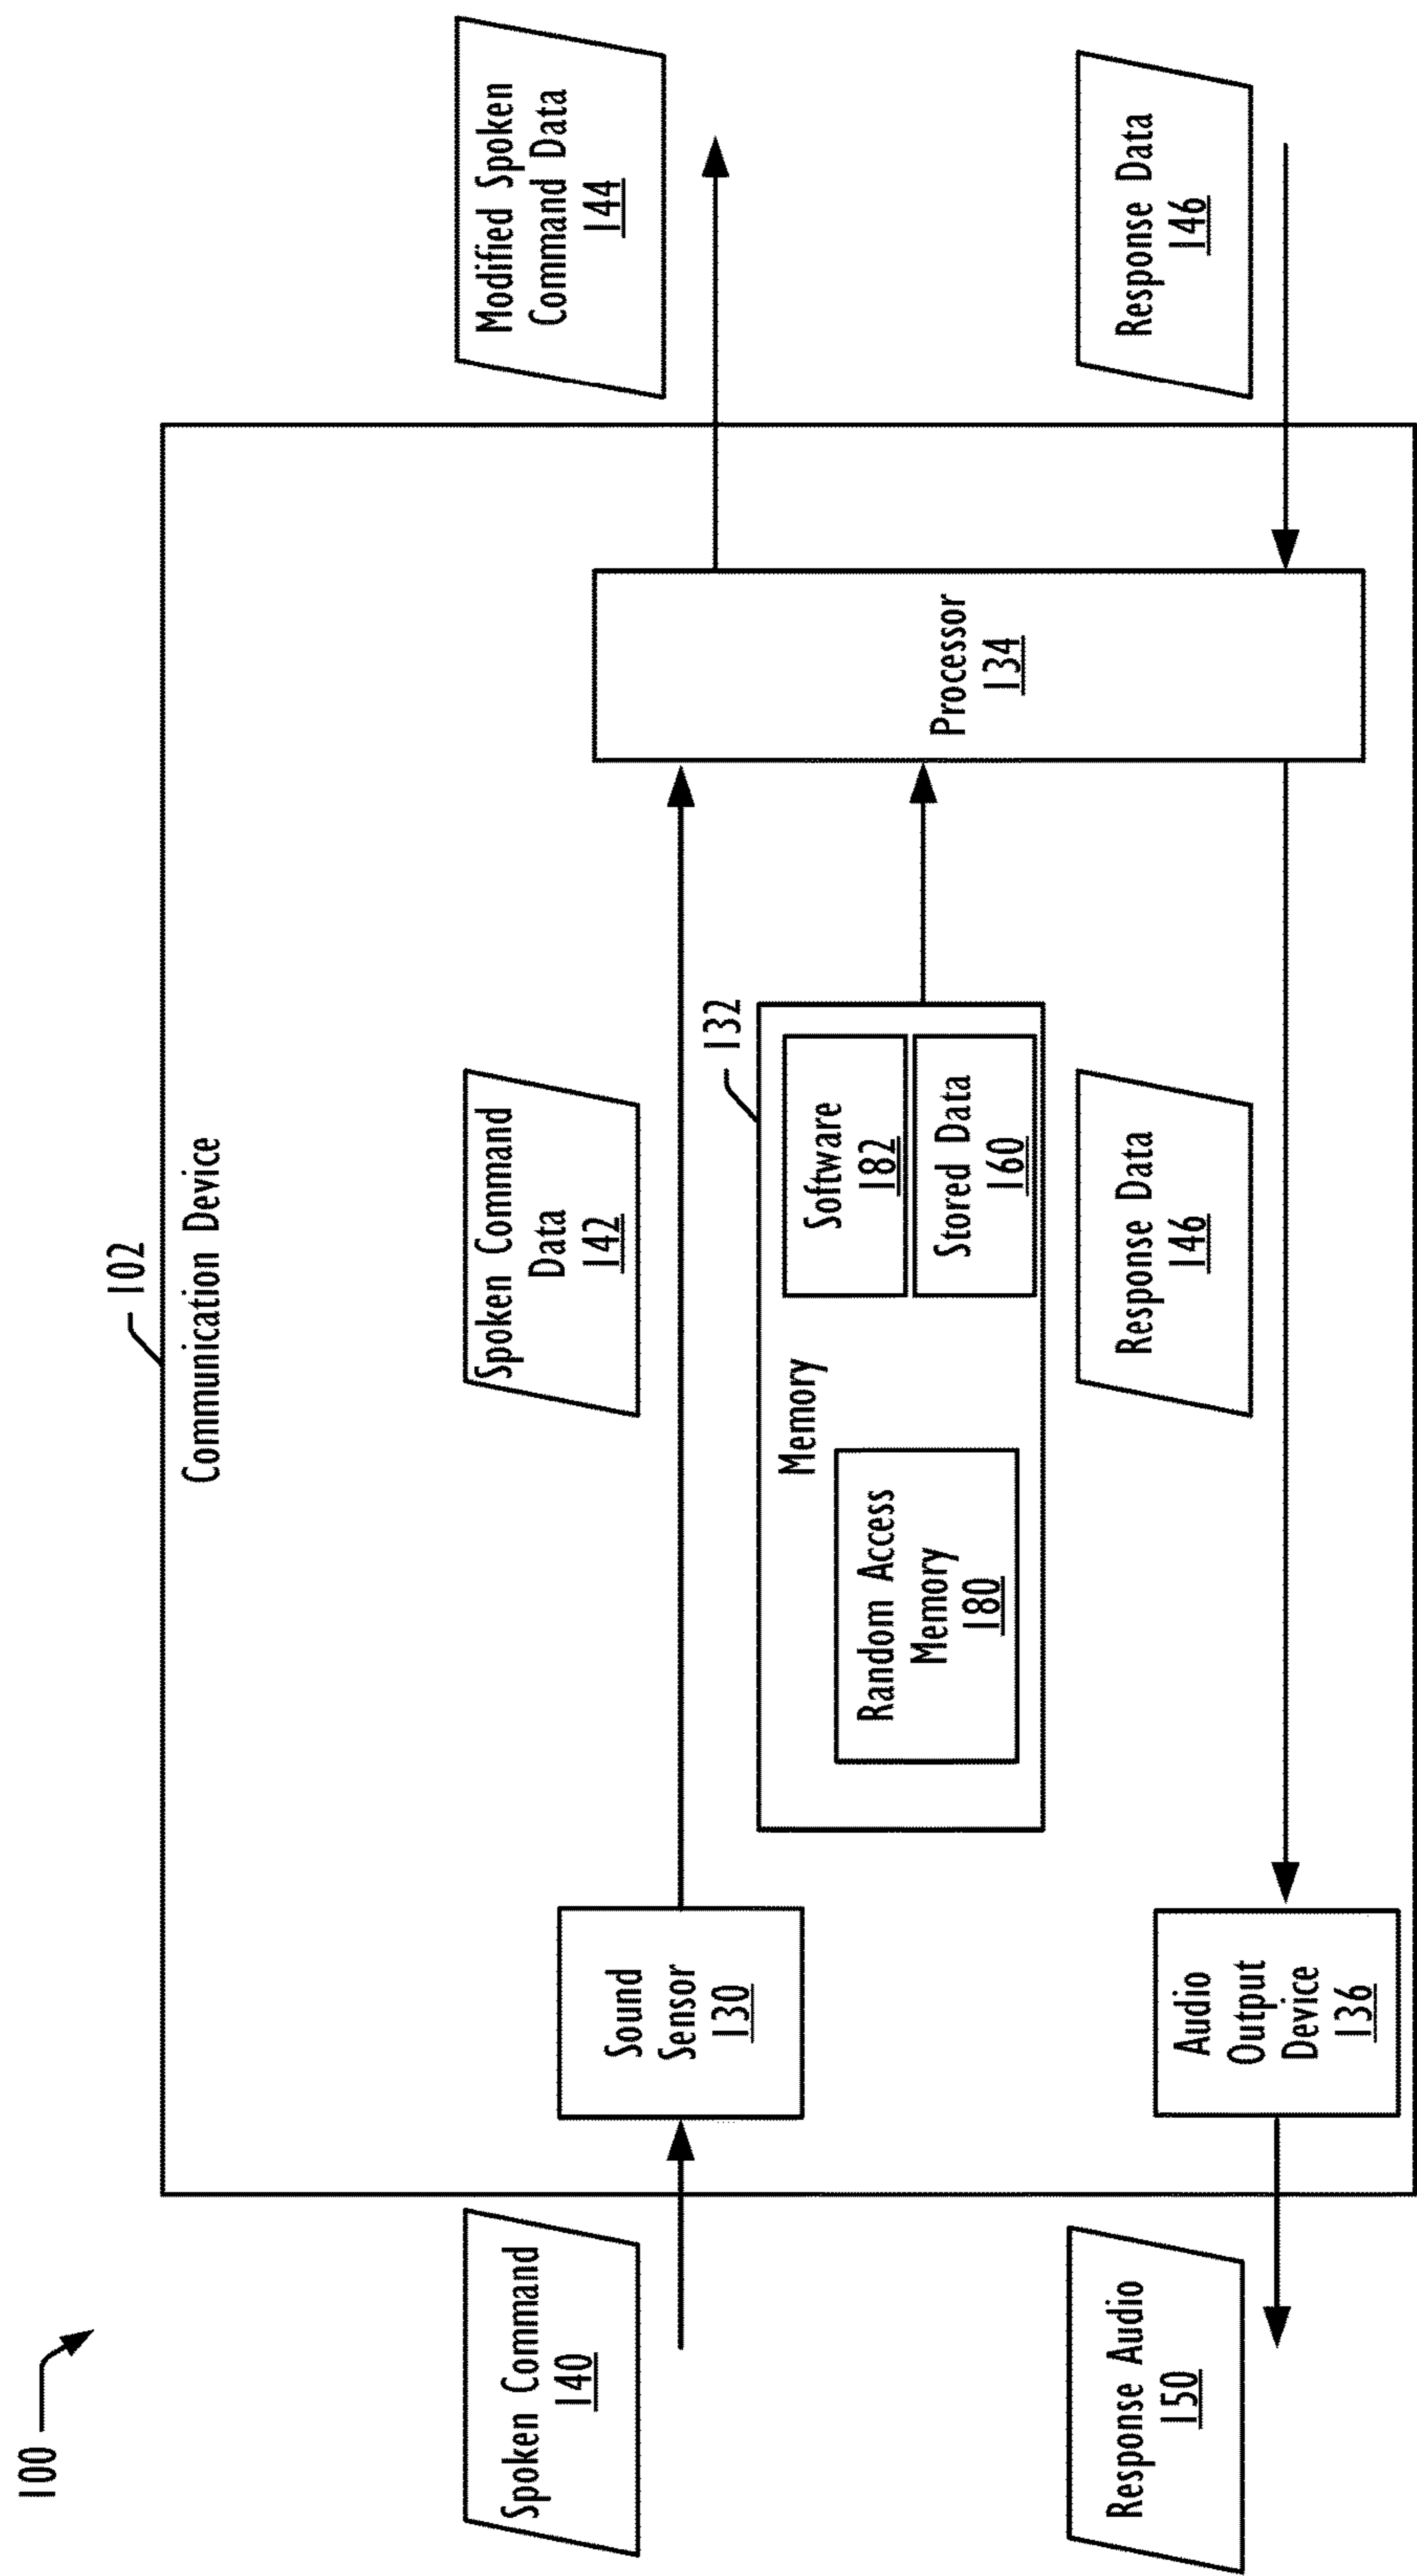 100
102
Communication Device
Spoken Command
140
Spoken Command
Data
142
Modified Spoken
Command Data
144
Sound
Sensor
130
132
Memory
Random Access
Memory
180
Software
182
Stored Data
160
Processor
134
Response Audio
150
Audio
Output
Device
136
Response Data
146
Response Data
146